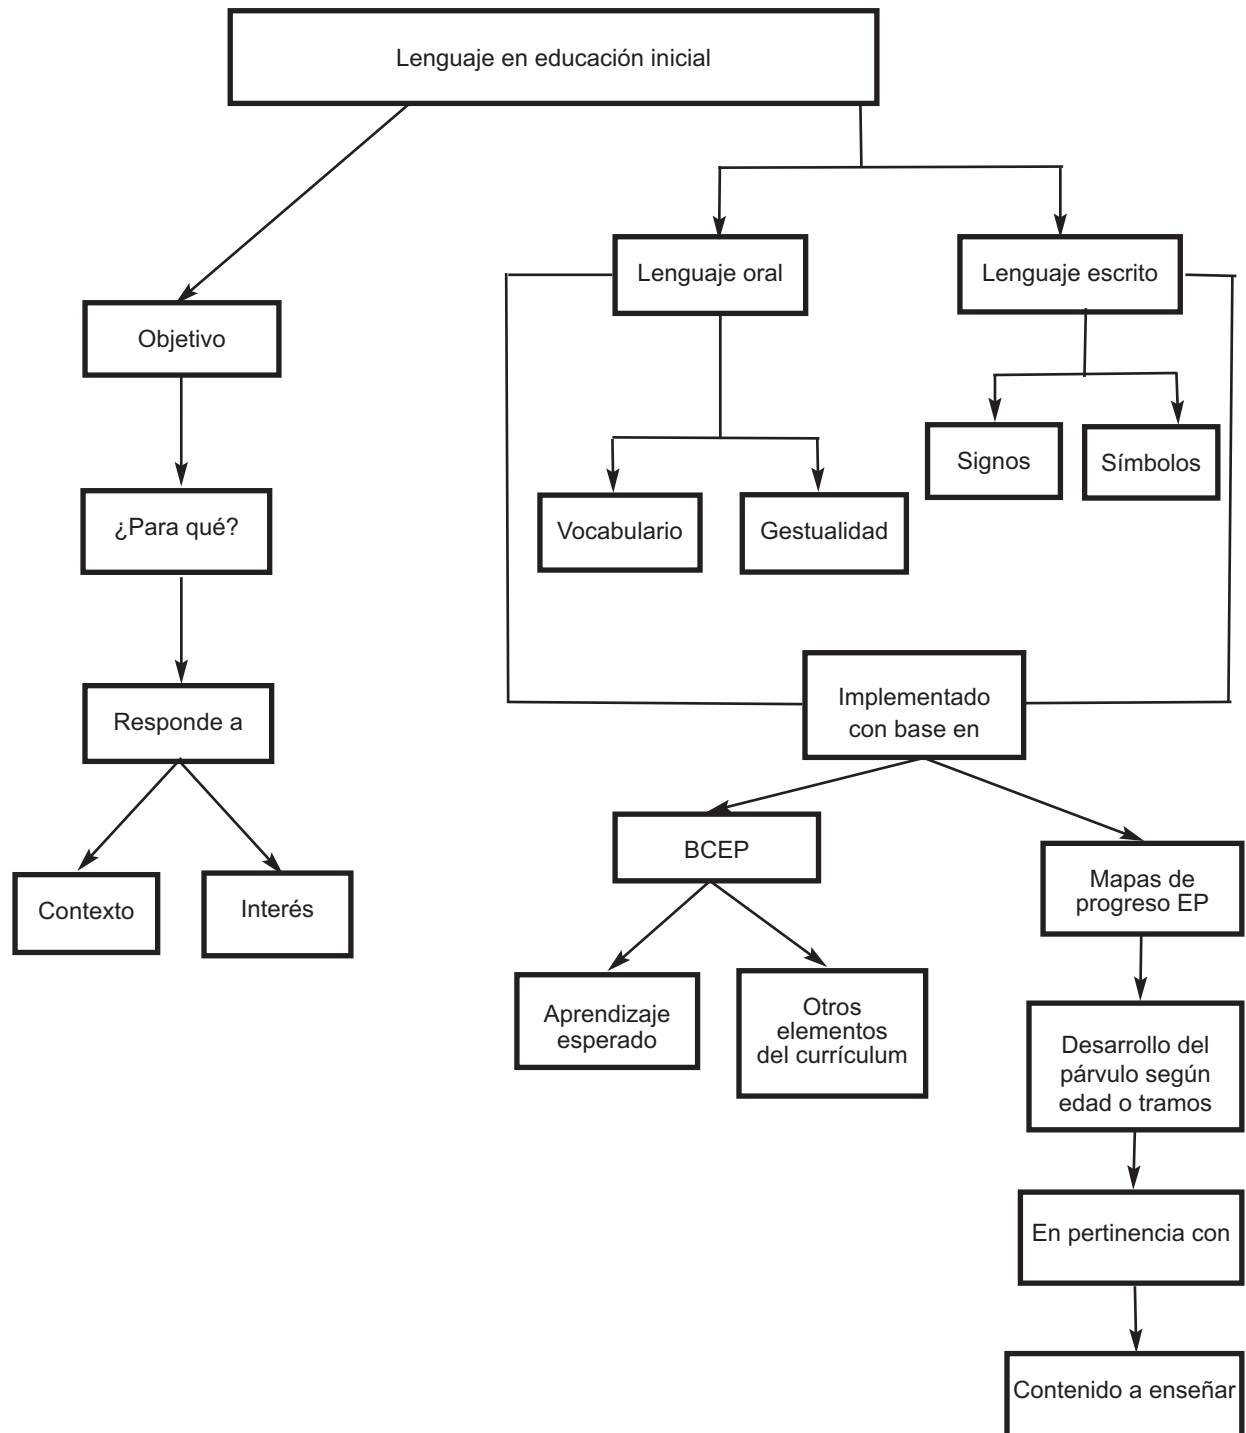 Lenguaje en educación inicial
Lenguaje oral
Lenguaje escrito
Objetivo
Signos
Símbolos
¿Para qué?
Vocabulario
Gestualidad
Responde a
Implementado
con base en
BCEP
Mapas de
progreso EP
Contexto
Interés
Aprendizaje
esperado
Otros
elementos
del currículum
Desarrollo del
párvulo según
edad o tramos
En pertinencia con
Contenido a enseñar